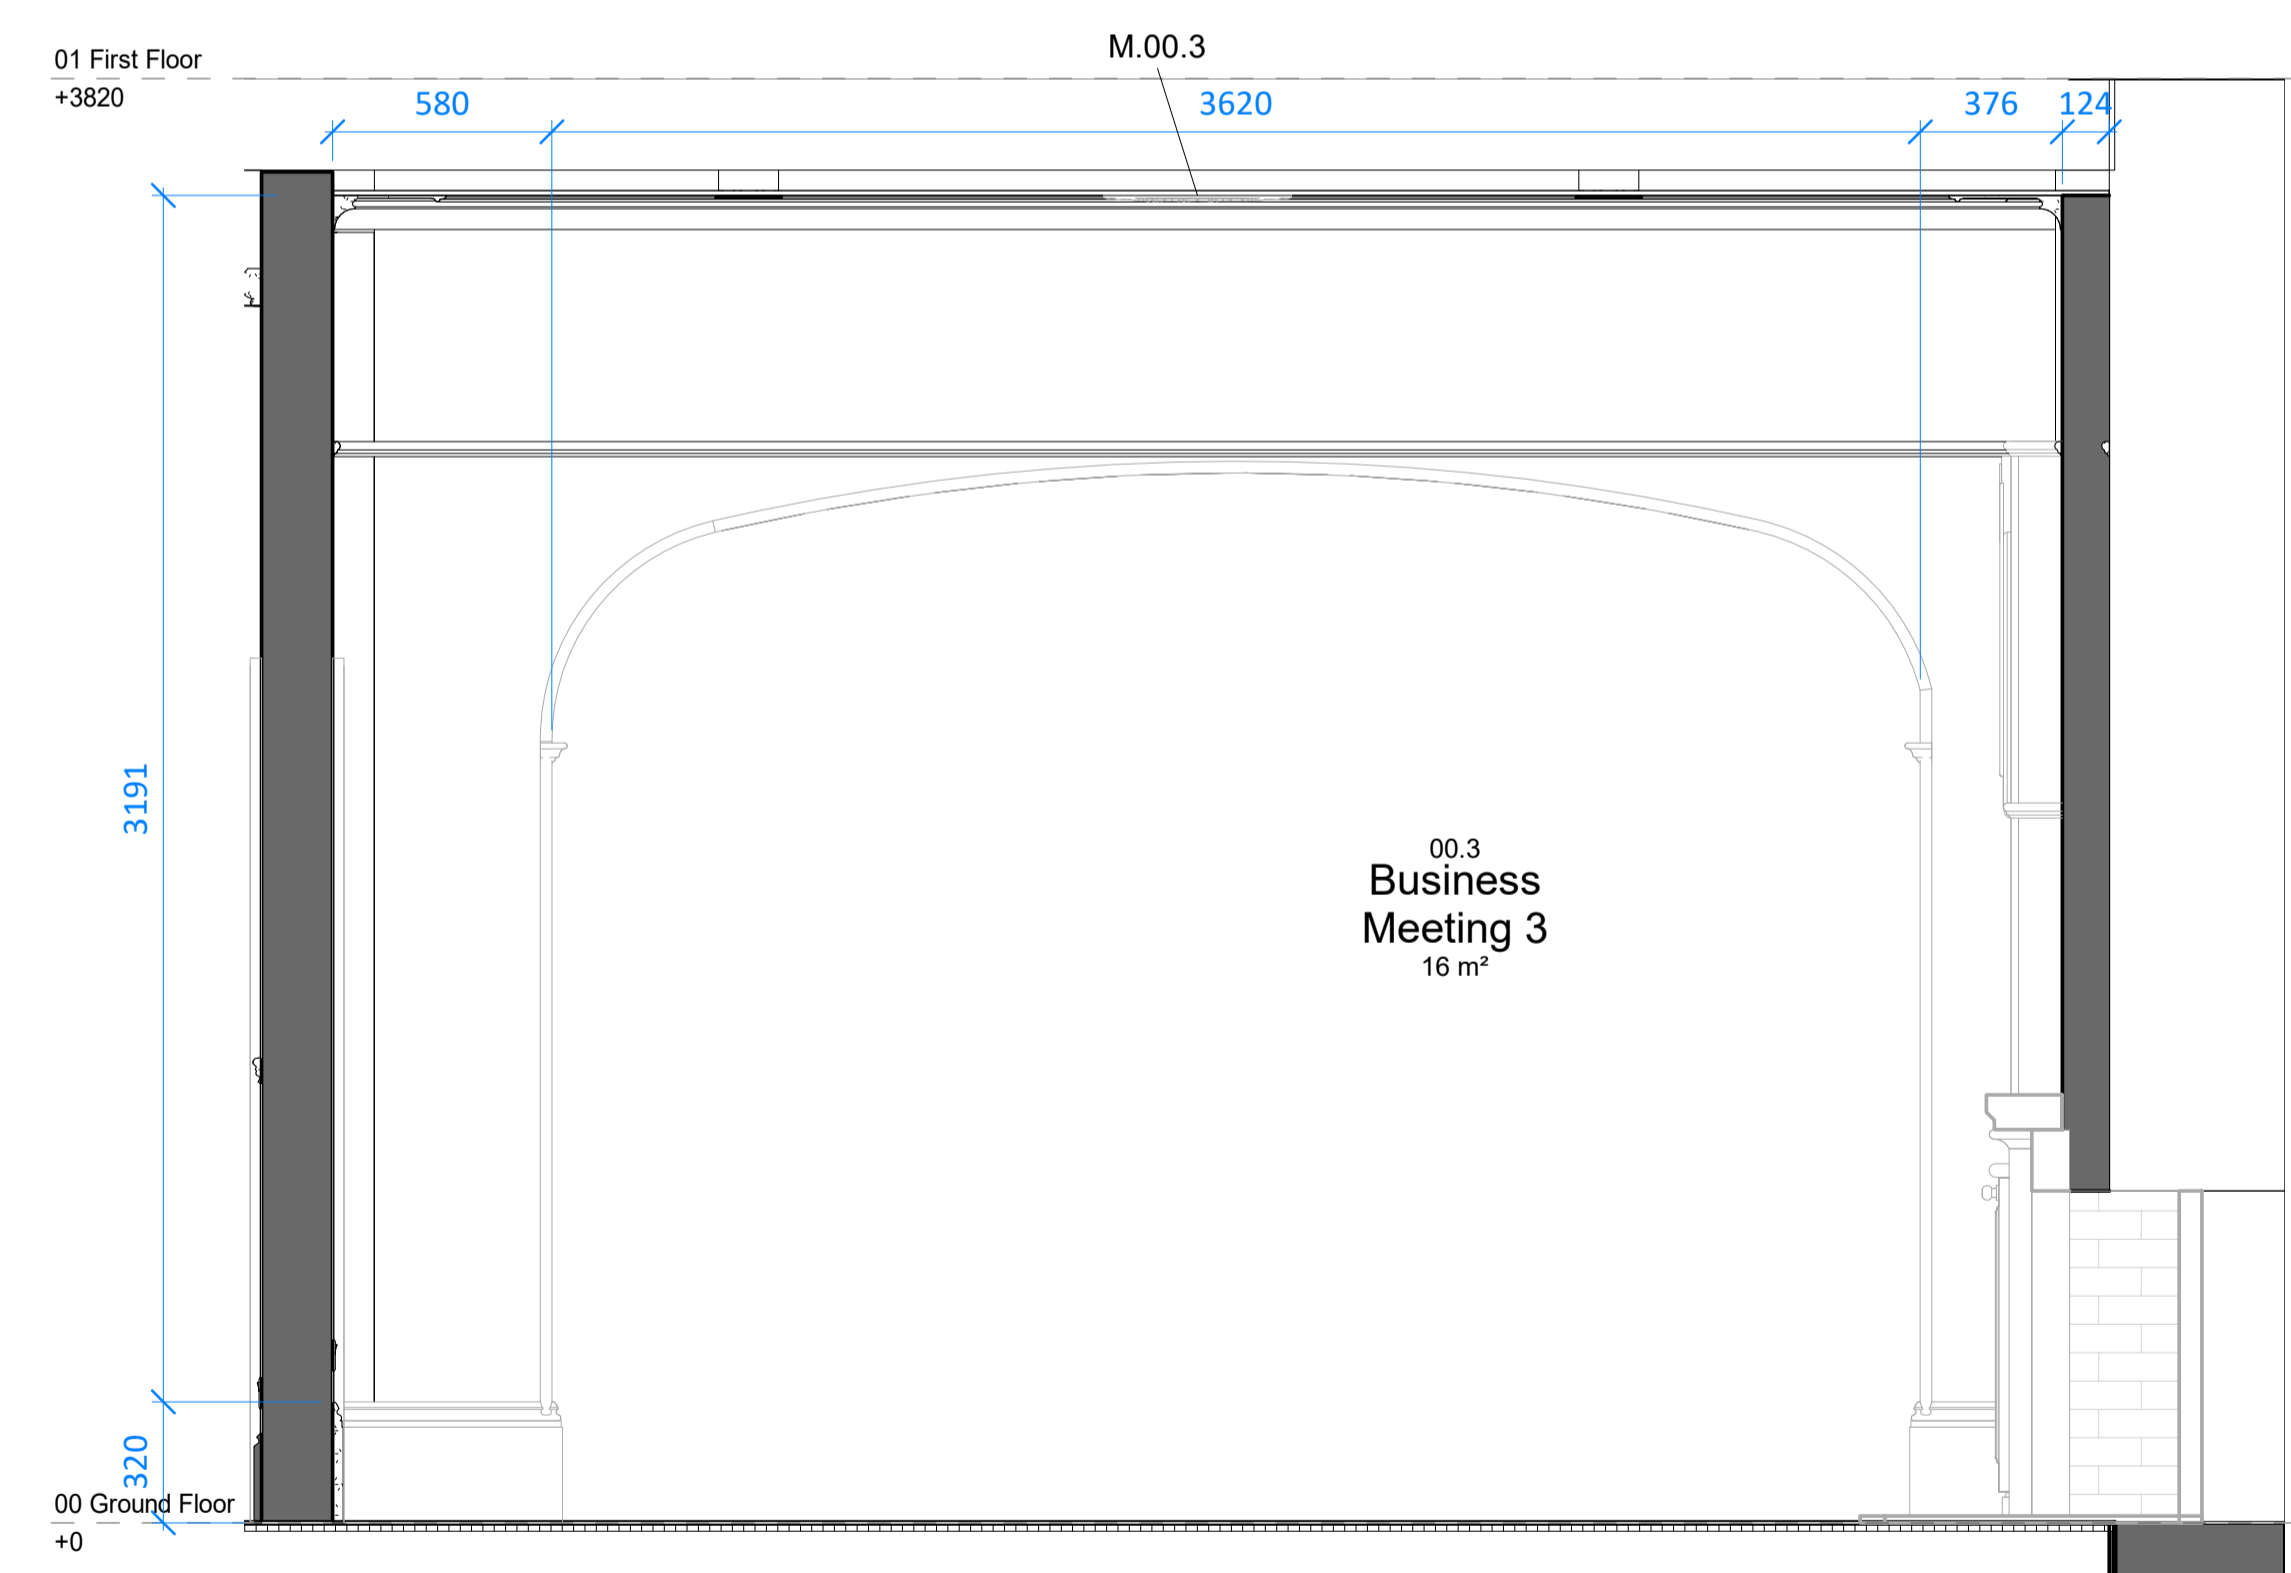 M.00.3
01 First Floor
+3820
580
3620
376
124
3191
00.3
Business
Meeting 3
16 m²
320
00 Ground Floor
+0